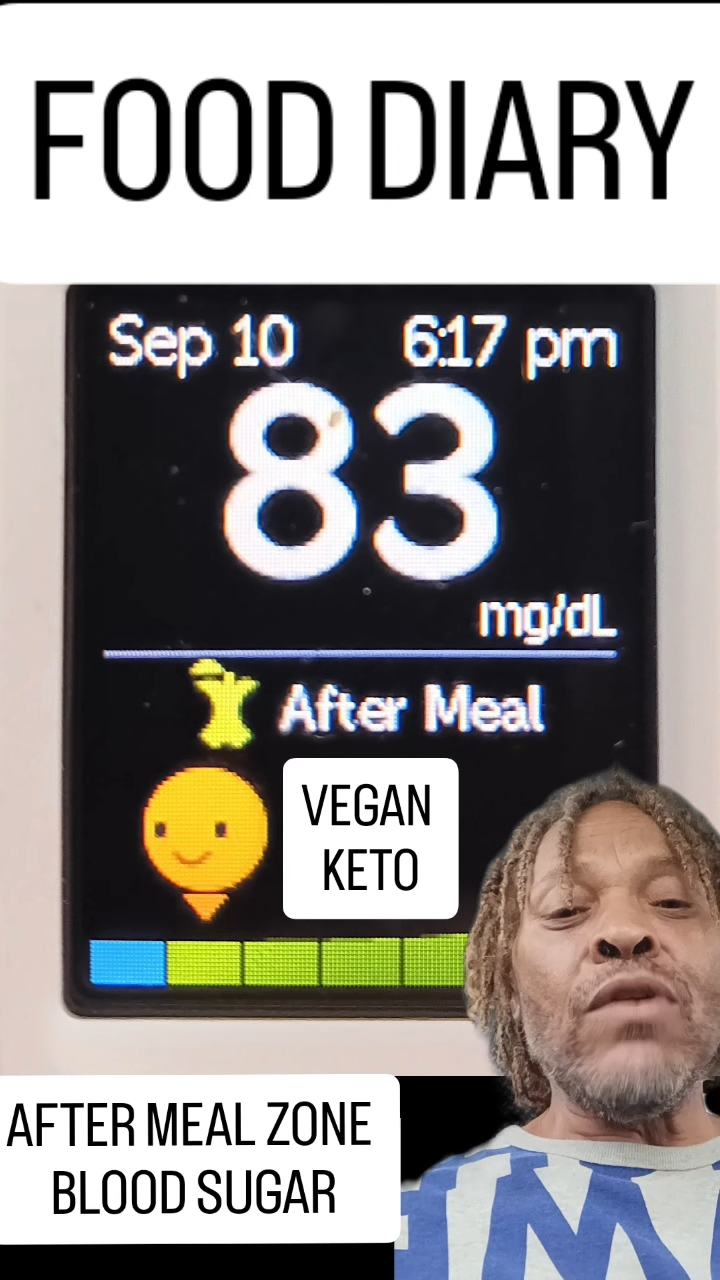 FOOD DIARY
Sep 10 6:17 pm
83
mg/dL
After Meal
VEGAN
KETO
AFTER MEAL ZONE
BLOOD SUGAR